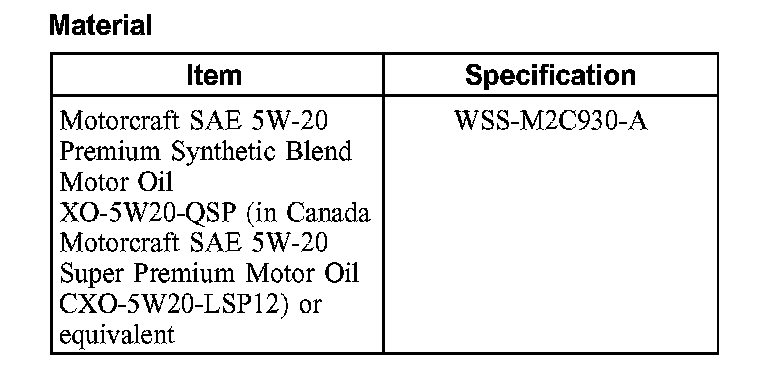 Material
Item
Specification
Motorcraft SAE 5W-20
Premium Synthetic Blend
Motor Oil
XO-5W20-QSP (in Canada
Motorcraft SAE 5W-20
Super Premium Motor Oil
CXO-5W20-LSP12) or
equivalent
WSS-M2C930-A